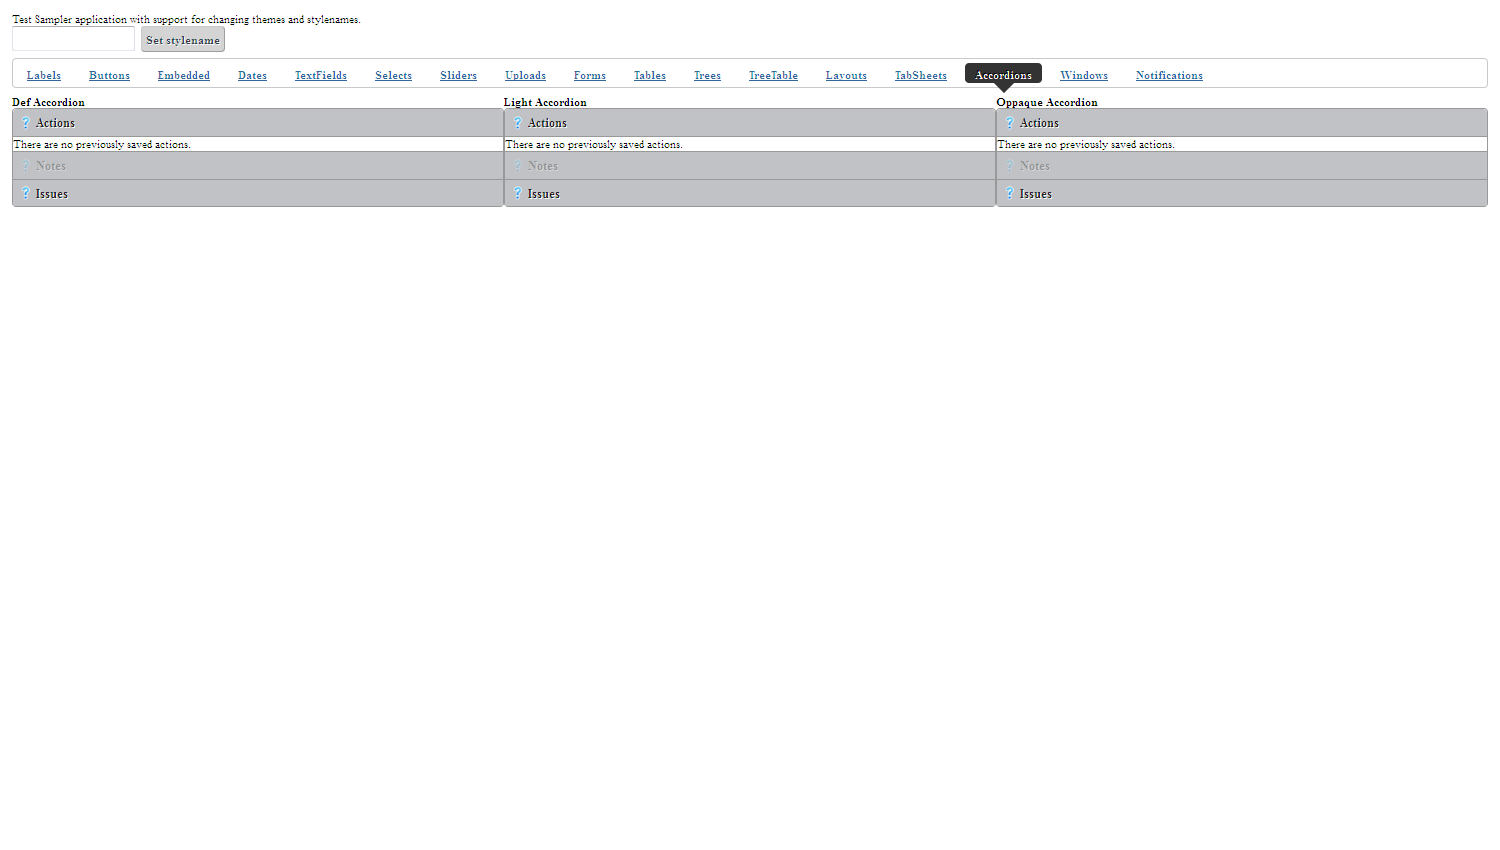 Test Sampler application with support for changing themes and stylenames.
Set stylename
Labels Buttons Embedded Dates TextFields Selects Sliders Uploads Forms Tables Trees TreeTable Layouts TabSheets Accordions Windows Notifications
Def Accordion Light Accordion Oppaque Accordion
? Actions ? Actions ? Actions
There are no previously saved actions. There are no previously saved actions. There are no previously saved actions.
? Notes ? Notes ? Notes
? Issues ? Issues ? Issues